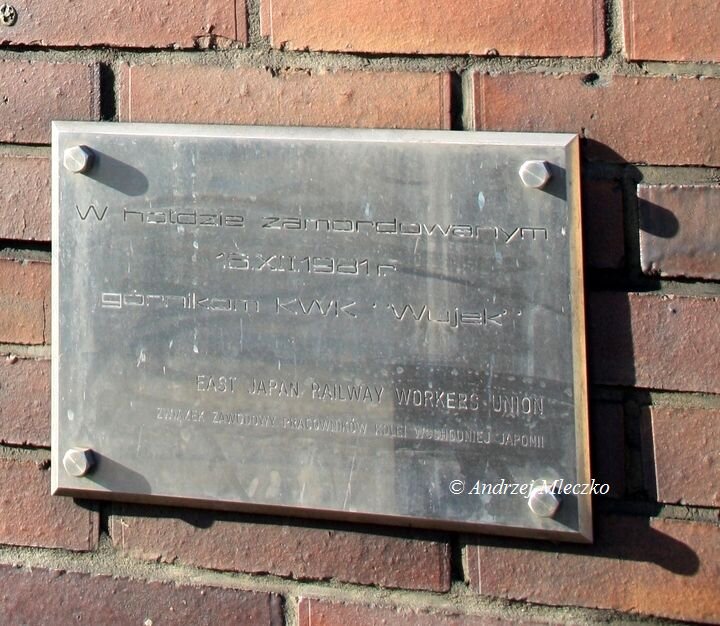 W hołdzie zamordowanym
16.XII.1981 r
górnikom KWK "Wujek"
EAST JAPAN RAILWAY WORKERS UNION
ZWIĄZEK ZAWODOWY PRACOWNIKÓW KOLEI WSCHODNIEJ JAPONII
© Andrzej Mleczko